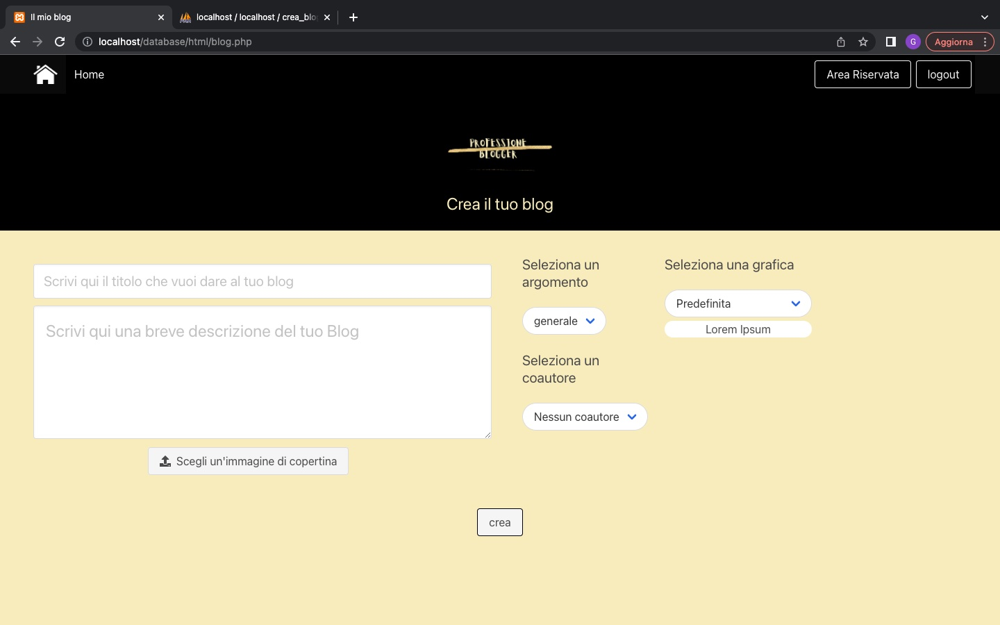 Il mio blog
localhost / localhost / crea_blo
localhost/database/html/blog.php
G
Aggiorna
Home
Area Riservata
logout
PROFESSIONE
BLOGGER
Crea il tuo blog
Scrivi qui il titolo che vuoi dare al tuo blog
Scrivi qui una breve descrizione del tuo Blog
Scegli un'immagine di copertina
Seleziona un
argomento
generale
Seleziona un
coautore
Nessun coautore
Seleziona una grafica
Predefinita
Lorem Ipsum
crea